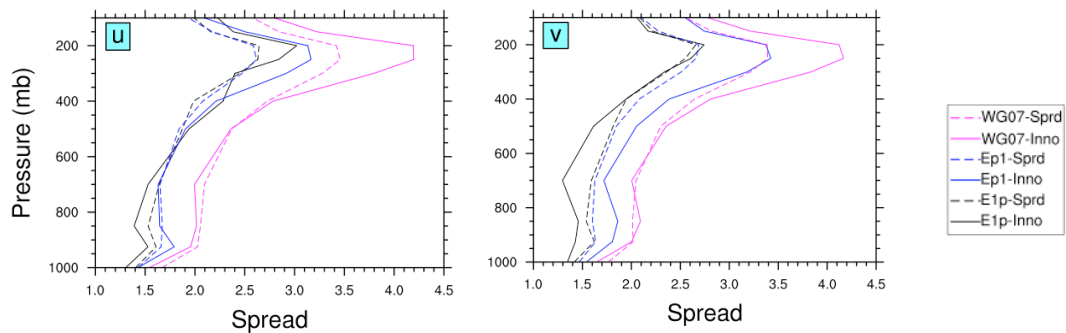 u
v
Pressure (mb)
200
400
600
800
1000
1.0 1.5 2.0 2.5 3.0 3.5 4.0 4.5
Spread
200
400
600
800
1000
1.0 1.5 2.0 2.5 3.0 3.5 4.0 4.5
Spread
WG07-Sprd
WG07-Inno
Ep1-Sprd
Ep1-Inno
E1p-Sprd
E1p-Inno